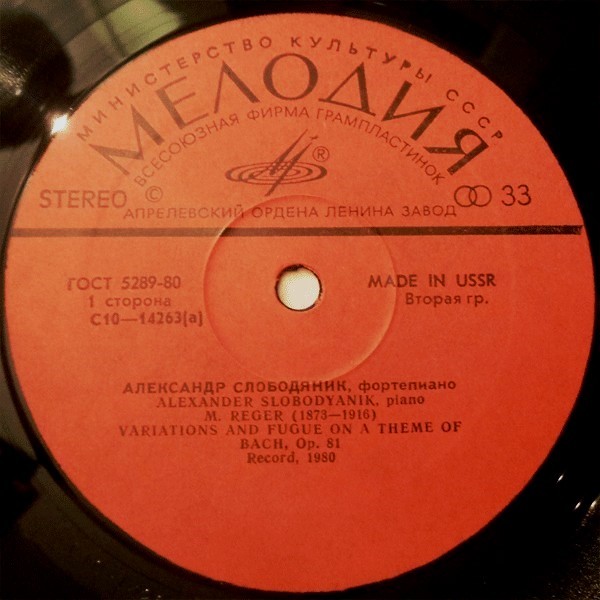 МИНИСТЕРСТВО КУЛЬТУРЫ СССР
МЕЛОДИЯ
ВСЕСОЮЗНАЯ ФИРМА ГРАМПЛАСТИНОК
®
STEREO ©
33
АПРЕЛЕВСКИЙ ОРДЕНА ЛЕНИНА ЗАВОД
ГОСТ 5289-80
MADE IN USSR
1 сторона
Вторая гр.
С10—14263(а)
АЛЕКСАНДР СЛОБОДЯНИК, фортепиано
ALEXANDER SLOBODYANIK, piano
M. REGER (1873—1916)
VARIATIONS AND FUGUE ON A THEME OF
BACH, Op. 81
Record, 1980